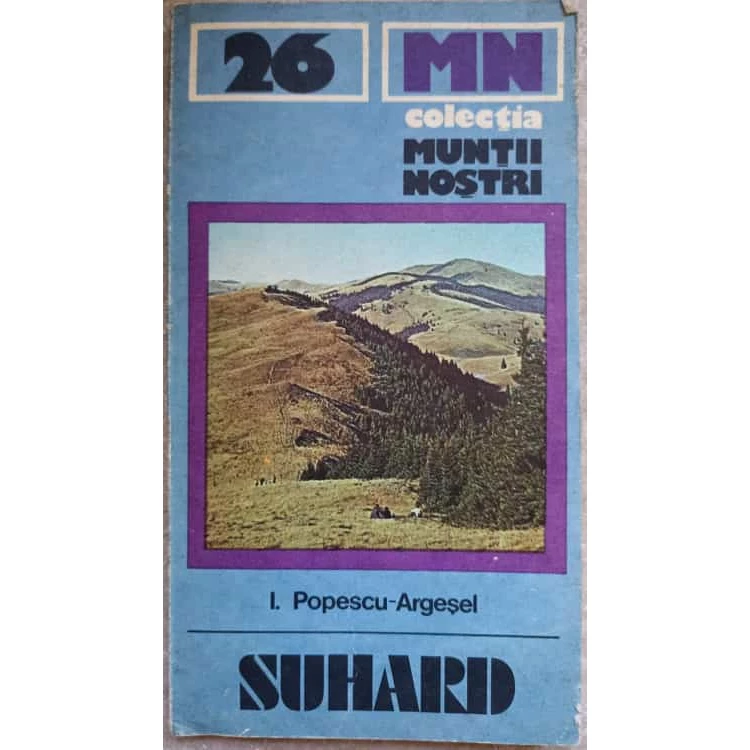 26 MN
colecția
MUNȚII
NOȘTRI
I. Popescu-Argeșel
SUHARD